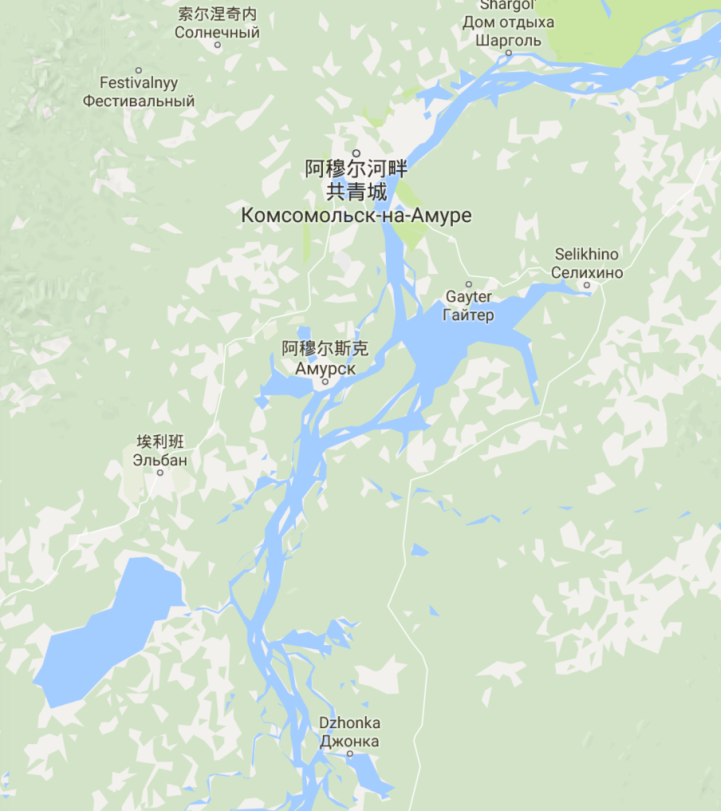 索尔涅奇内
Солнечный
Shargol'
Дом отдыха
Шарголь
Festivalnyy
Фестивальный
阿穆尔河畔
共青城
Комсомольск-на-Амуре
Selikhino
Селихино
Gayter
Гайтер
阿穆尔斯克
Амурск
埃利班
Эльбан
Dzhonka
Джонка